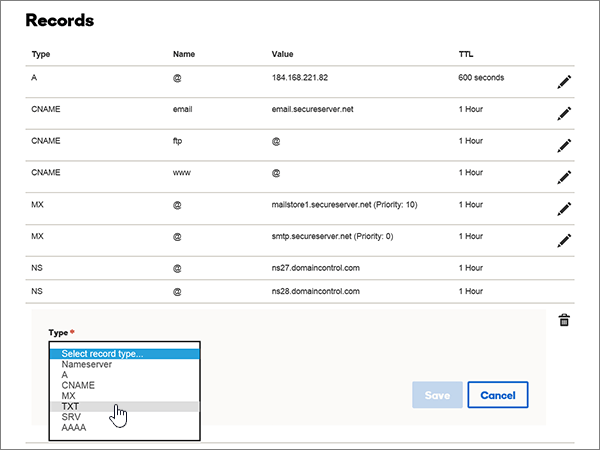 Records
Type Name Value TTL
A @ 184.168.221.82 600 seconds
CNAME email email.secureserver.net 1 Hour
CNAME ftp @ 1 Hour
CNAME www @ 1 Hour
MX @ mailstore1.secureserver.net (Priority: 10) 1 Hour
MX @ smtp.secureserver.net (Priority: 0) 1 Hour
NS @ ns27.domaincontrol.com 1 Hour
NS @ ns28.domaincontrol.com 1 Hour
Type *
Select record type...
Nameserver
A
CNAME
MX
TXT
SRV
AAAA
Save Cancel